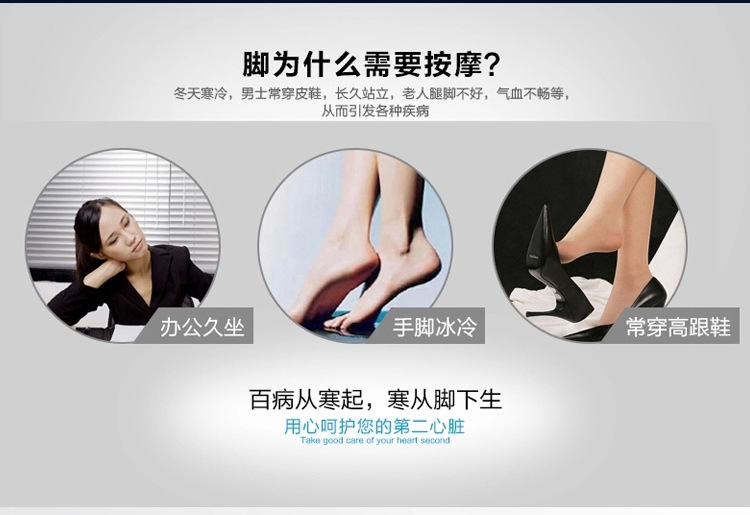 脚为什么需要按摩？
冬天寒冷，男士常穿皮鞋，长久站立，老人腿脚不好，气血不畅等，
从而引发各种疾病
办公久坐
手脚冰冷
常穿高跟鞋
百病从寒起，寒从脚下生
用心呵护您的第二心脏
Take good care of your heart second